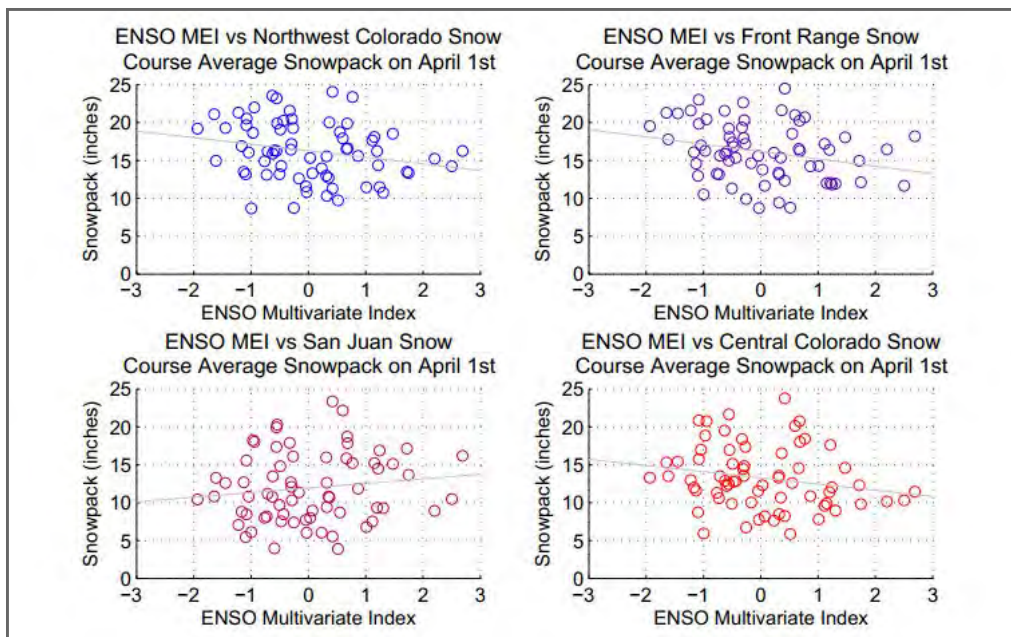 ENSO MEI vs Northwest Colorado Snow
Course Average Snowpack on April 1st
25
20
15
10
5
0
Snowpack (inches)
−3 −2 −1 0 1 2 3
ENSO Multivariate Index
ENSO MEI vs Front Range Snow
Course Average Snowpack on April 1st
25
20
15
10
5
0
Snowpack (inches)
−3 −2 −1 0 1 2 3
ENSO Multivariate Index
ENSO MEI vs San Juan Snow
Course Average Snowpack on April 1st
25
20
15
10
5
0
Snowpack (inches)
−3 −2 −1 0 1 2 3
ENSO Multivariate Index
ENSO MEI vs Central Colorado Snow
Course Average Snowpack on April 1st
25
20
15
10
5
0
Snowpack (inches)
−3 −2 −1 0 1 2 3
ENSO Multivariate Index